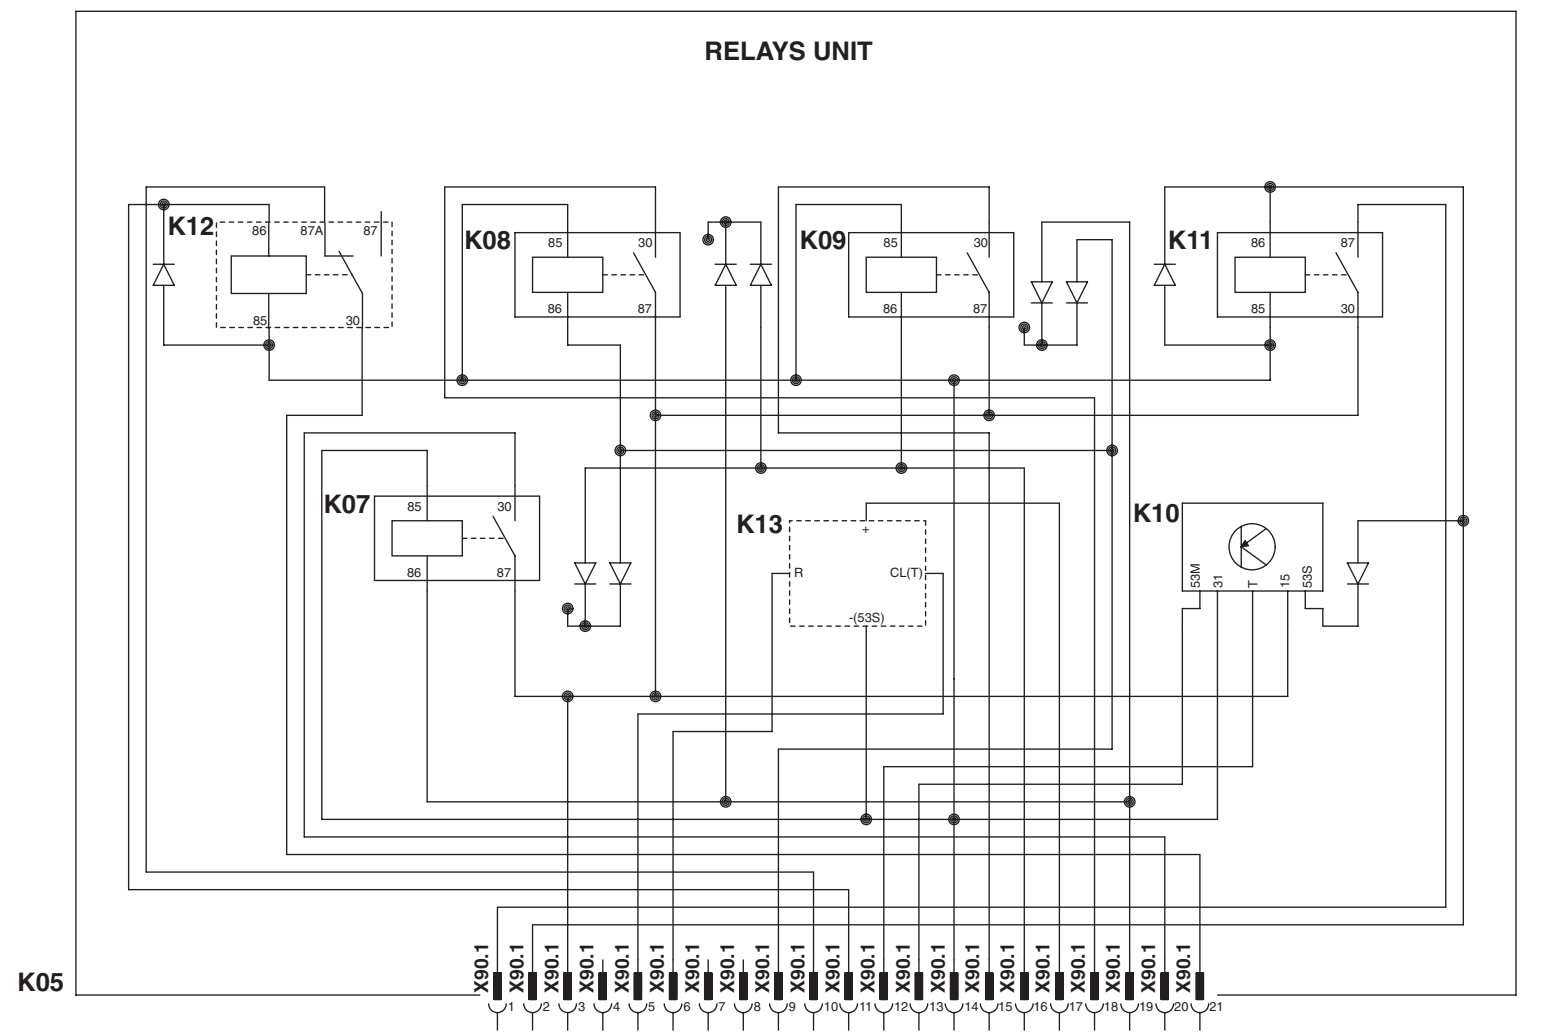 RELAYS UNIT
K12
86
87A
87
85
30
K08
85
30
86
87
K09
85
30
86
87
K11
86
87
85
30
K07
85
30
86
87
K13
+
R
CL(T)
-(53S)
K10
53M
31
T
15
53S
K05
X90.1 X90.1 X90.1 X90.1 X90.1 X90.1 X90.1 X90.1 X90.1 X90.1 X90.1 X90.1 X90.1 X90.1 X90.1 X90.1 X90.1 X90.1 X90.1 X90.1 X90.1
1 2 3 4 5 6 7 8 9 10 11 12 13 14 15 16 17 18 19 20 21